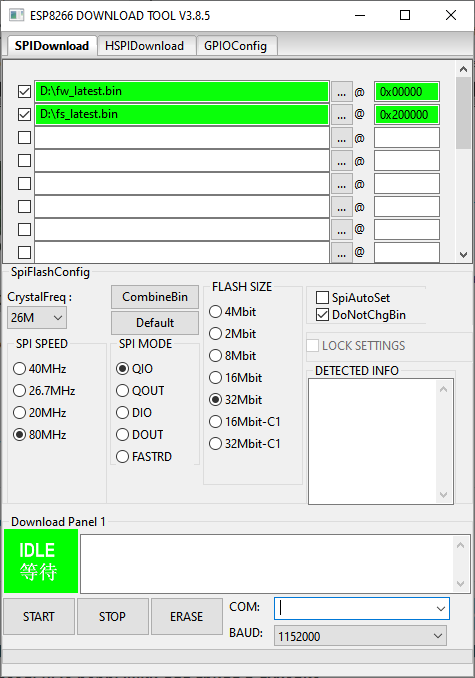 ESP8266 DOWNLOAD TOOL V3.8.5
SPIDownload HSPIDownload GPIOConfig
D:\fw_latest.bin ... @ 0x00000
D:\fs_latest.bin ... @ 0x200000
... @
... @
... @
... @
... @
... @
SpiFlashConfig
CrystalFreq :
26M
CombineBin
Default
SPI SPEED
40MHz
26.7MHz
20MHz
80MHz
SPI MODE
QIO
QOUT
DIO
DOUT
FASTRD
FLASH SIZE
4Mbit
2Mbit
8Mbit
16Mbit
32Mbit
16Mbit-C1
32Mbit-C1
SpiAutoSet
DoNotChgBin
LOCK SETTINGS
DETECTED INFO
Download Panel 1
IDLE
等待
START STOP ERASE
COM:
BAUD: 1152000